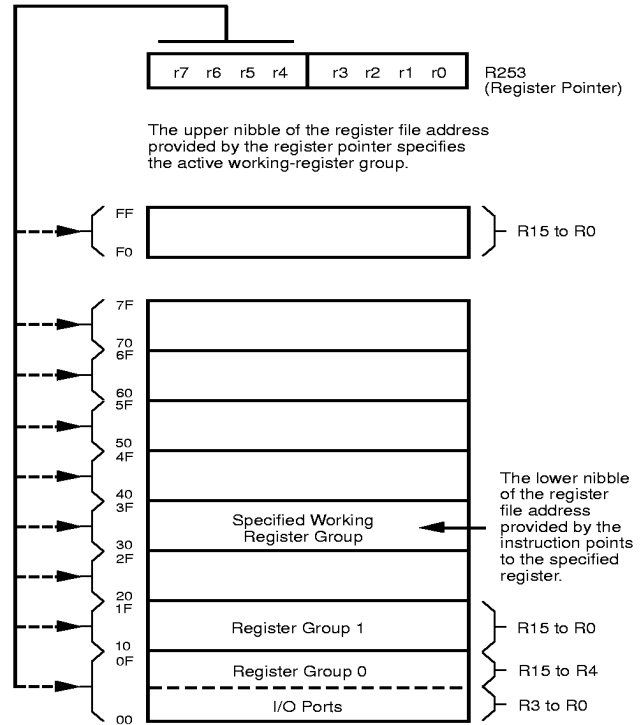 r7 r6 r5 r4 r3 r2 r1 r0
R253
(Register Pointer)
The upper nibble of the register file address
provided by the register pointer specifies
the active working-register group.
FF
F0
R15 to R0
7F
70
6F
60
5F
50
4F
40
3F
Specified Working
Register Group
30
2F
The lower nibble
of the register
file address
provided by the
instruction points
to the specified
register.
20
1F
Register Group 1
R15 to R0
10
0F
Register Group 0
R15 to R4
I/O Ports
R3 to R0
00